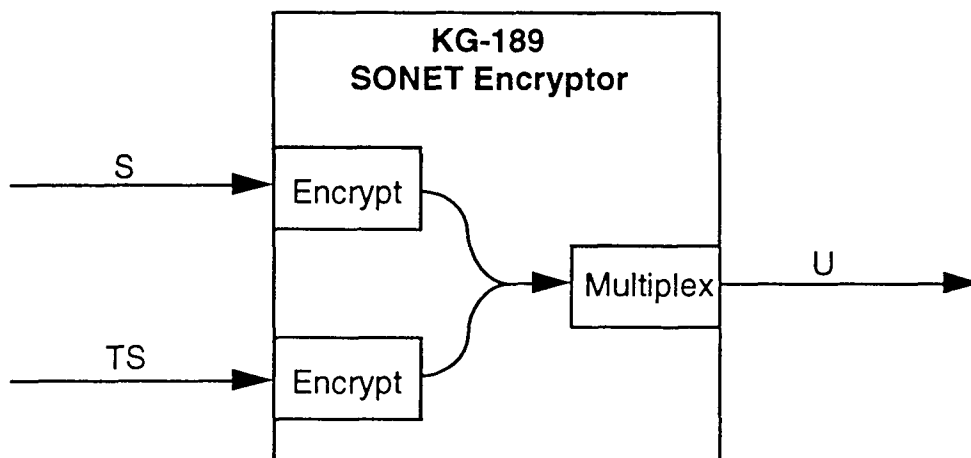 KG-189
SONET Encryptor
S
Encrypt
Multiplex
U
TS
Encrypt